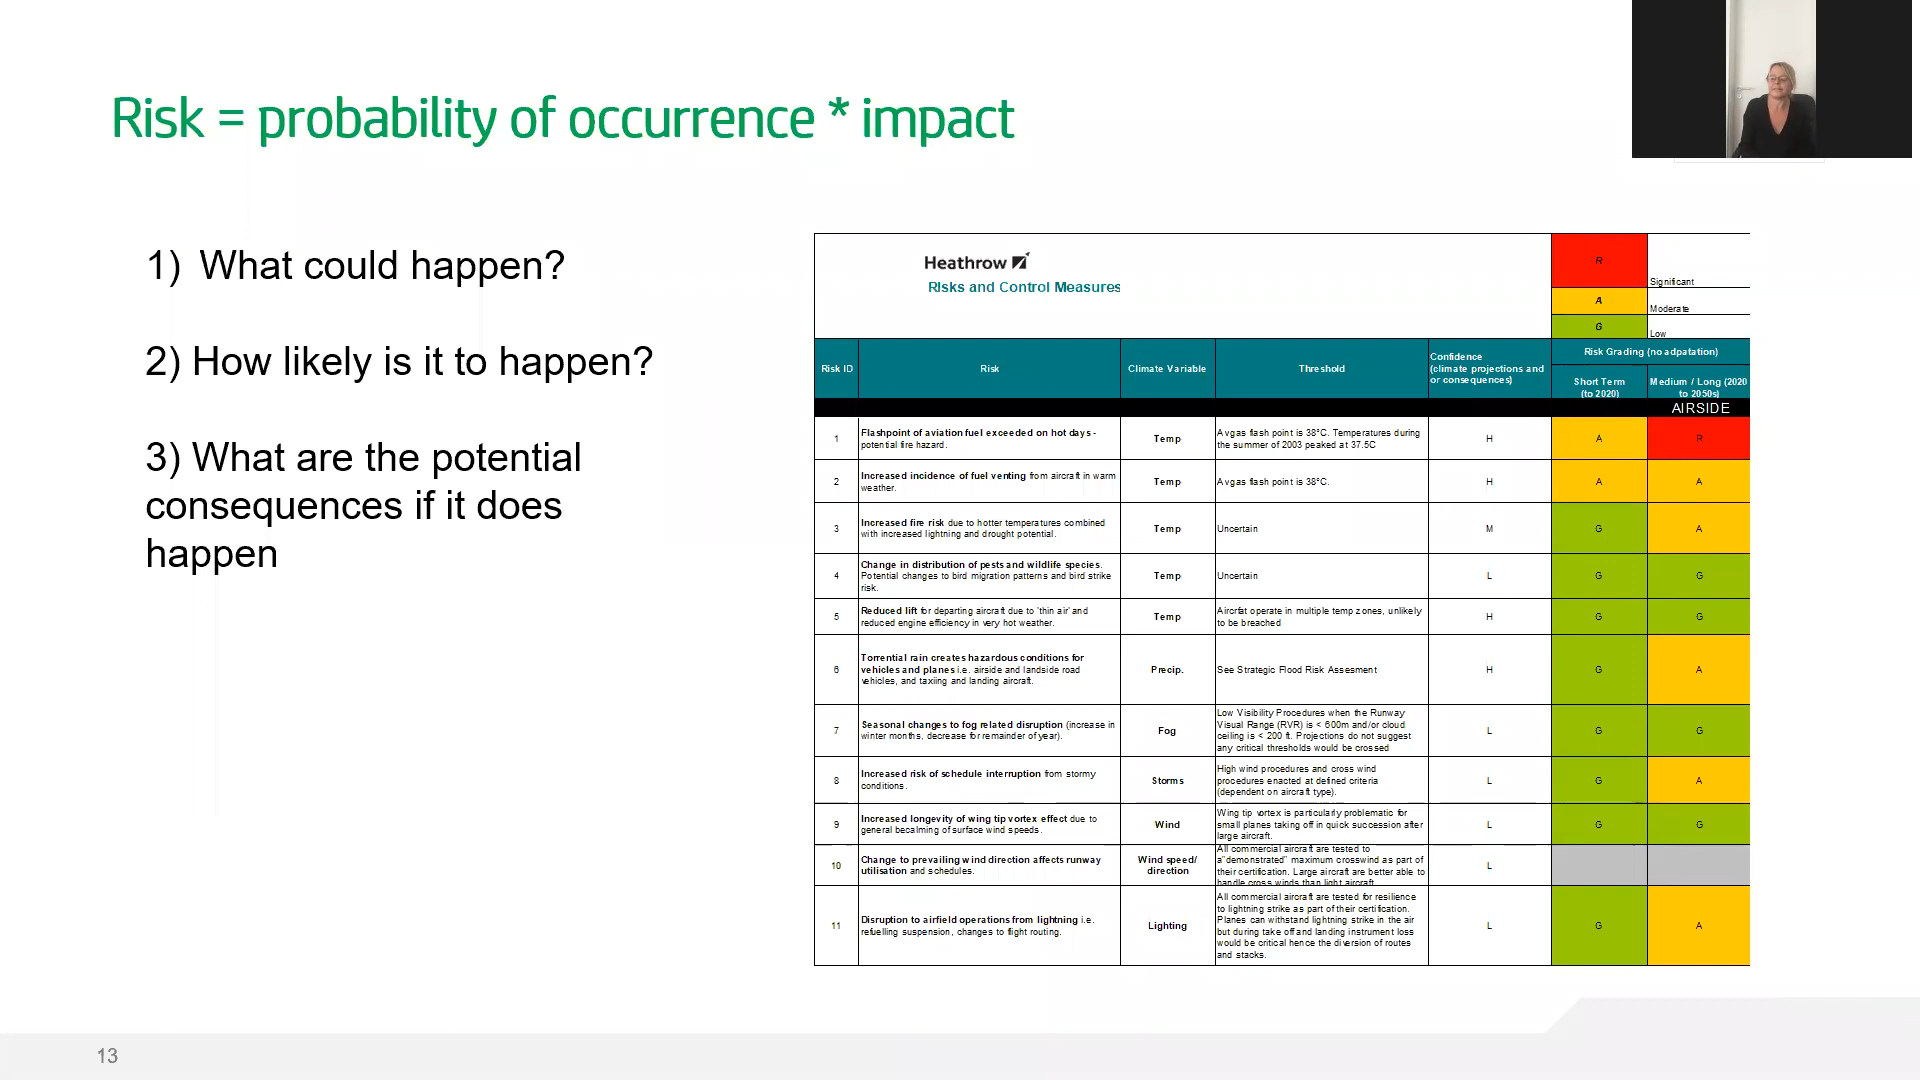 Risk = probability of occurrence * impact
1) What could happen?
2) How likely is it to happen?
3) What are the potential
consequences if it does
happen
Heathrow
Risks and Control Measures
R
Significant
A
Moderate
G
Low
Risk ID
Risk
Climate Variable
Threshold
Confidence
(climate projections and
or consequences)
Risk Grading (no adpatation)
Short Term
(to 2020)
Medium / Long (2020
to 2050s)
AIRSIDE
1
Flashpoint of aviation fuel exceeded on hot days -
potential fire hazard.
Temp
Avgas flash point is 38°C. Temperatures during
the summer of 2003 peaked at 37.5C
H
A
R
2
Increased incidence of fuel venting from aircraft in warm
weather.
Temp
Avgas flash point is 38°C.
H
A
A
3
Increased fire risk due to hotter temperatures combined
with increased lightning and drought potential.
Temp
Uncertain
M
G
A
4
Change in distribution of pests and wildlife species.
Potential changes to bird migration patterns and bird strike
risk.
Temp
Uncertain
L
G
G
5
Reduced lift for departing aircraft due to 'thin air' and
reduced engine efficiency in very hot weather.
Temp
Aircrfat operate in multiple temp zones, unlikely
to be breached
H
G
G
6
Torrential rain creates hazardous conditions for
vehicles and planes i.e. airside and landside road
vehicles, and taxiing and landing aircraft.
Precip.
See Strategic Flood Risk Assesment
H
G
A
7
Seasonal changes to fog related disruption (increase in
winter months, decrease for remainder of year).
Fog
Low Visibility Procedures when the Runway
Visual Range (RVR) is < 600m and/or cloud
ceiling is < 200 ft. Projections do not suggest
any critical thresholds would be crossed
L
G
G
8
Increased risk of schedule interruption from stormy
conditions.
Storms
High wind procedures and cross wind
procedures enacted at defined criteria
(dependent on aircraft type).
L
G
A
9
Increased longevity of wing tip vortex effect due to
general becalming of surface wind speeds.
Wind
Wing tip vortex is particularly problematic for
small planes taking off in quick succession after
large aircraft.
L
G
G
10
Change to prevailing wind direction affects runway
utilisation and schedules.
Wind speed/
direction
All commercial aircraft are tested to
a"demonstrated" maximum crosswind as part of
their certification. Large aircraft are better able to
handle cross winds than light aircraft.
L
11
Disruption to airfield operations from lightning i.e.
refuelling suspension, changes to flight routing.
Lighting
All commercial aircraft are tested for resilience
to lightning strike as part of their certification.
Planes can withstand lightning strike in the air
but during take off and landing instrument loss
would be critical hence the diversion of routes
and stacks.
L
G
A
13